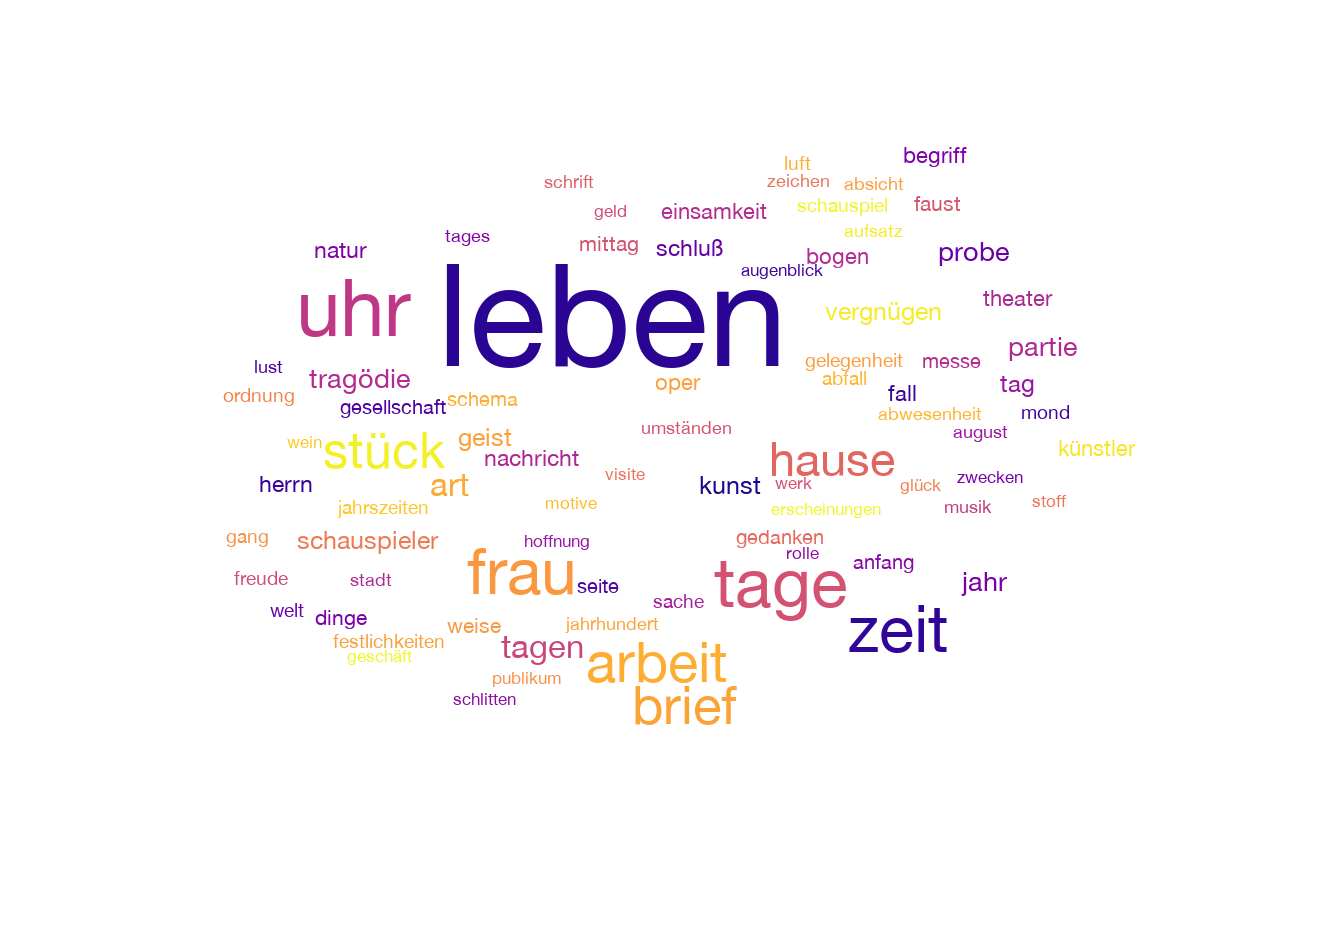 begriff
luft
schrift
zeichen
absicht
geld
einsamkeit
schauspiel
faust
tages
mittag
schluß
aufsatz
natur
bogen
probe
augenblick
uhr
leben
theater
vergnügen
partie
lust
tragödie
oper
gelegenheit
messe
abfall
tag
ordnung
gesellschaft
schema
fall
abwesenheit
mond
umständen
august
wein
stück
geist
künstler
nachricht
hause
visite
herrn
art
kunst
werk
glück
zwecken
jahrszeiten
motive
erscheinungen
musik
stoff
gang
schauspieler
hoffnung
gedanken
rolle
anfang
freude
stadt
frau
seite
tage
jahr
welt
dinge
sache
zeit
festlichkeiten
weise
jahrhundert
geschäft
tagen
arbeit
publikum
schlitten
brief